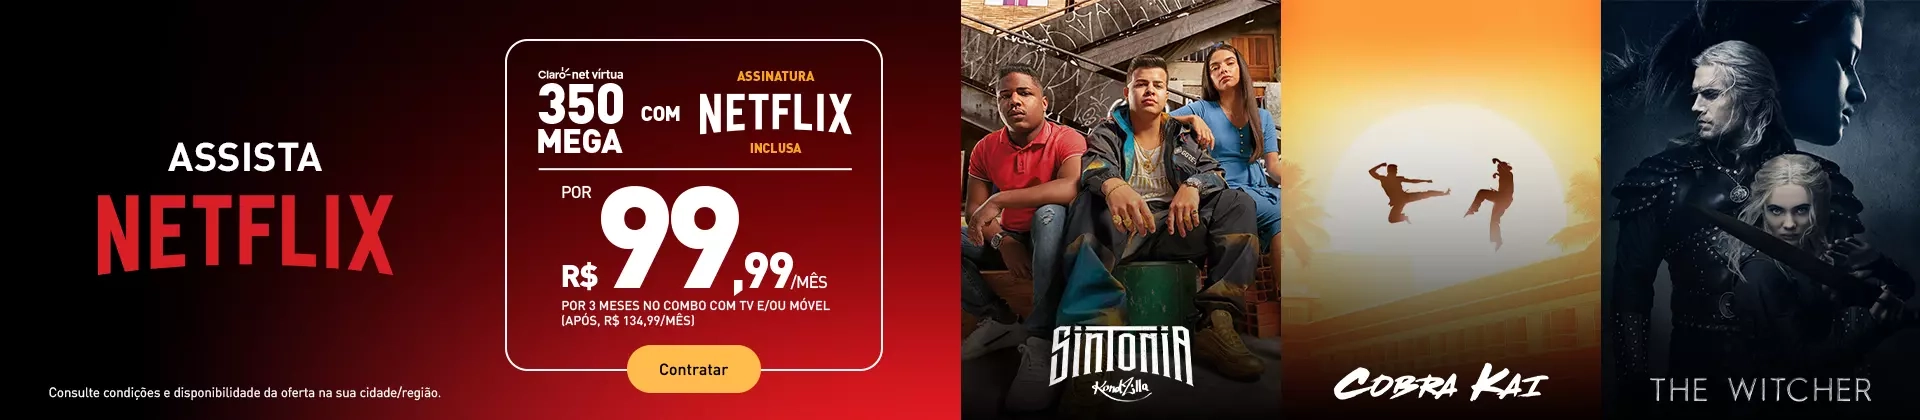 ASSISTA
NETFLIX
Consulte condições e disponibilidade da oferta na sua cidade/região.
Claro-net vírtua
350
MEGA
COM
ASSINATURA
NETFLIX
INCLUSA
POR
R$ 99,99/MÊS
POR 3 MESES NO COMBO COM TV E/OU MÓVEL
(APÓS, R$ 134,99/MÊS)
Contratar
SINTONIA
KondZilla
COBRA KAI
THE WITCHER